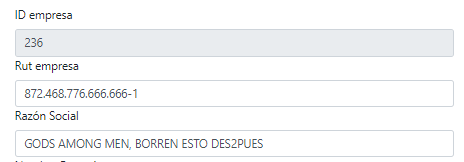 ID empresa
236
Rut empresa
872.468.776.666.666-1
Razón Social
GODS AMONG MEN, BORREN ESTO DES2PUES